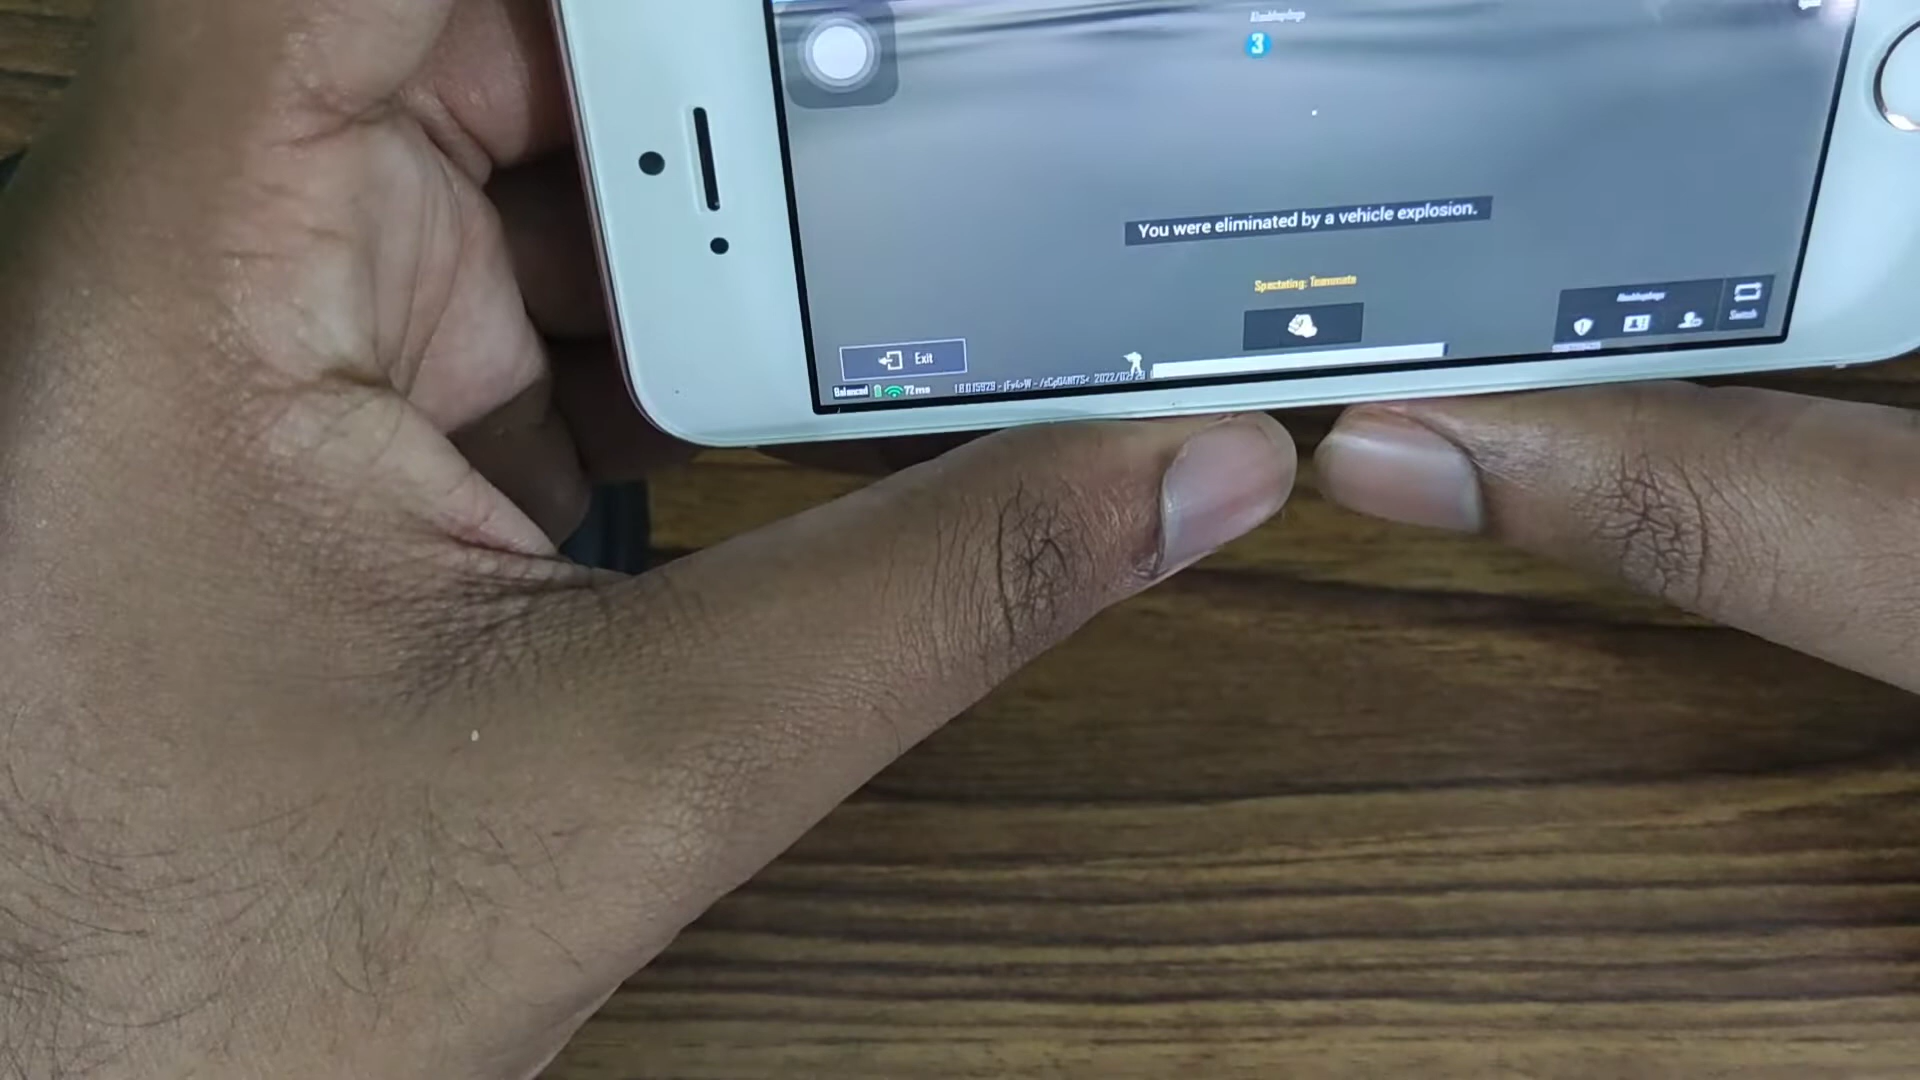 3
You were eliminated by a vehicle explosion.
Spectating: Teammate
Switch
Exit
Balanced 72ms